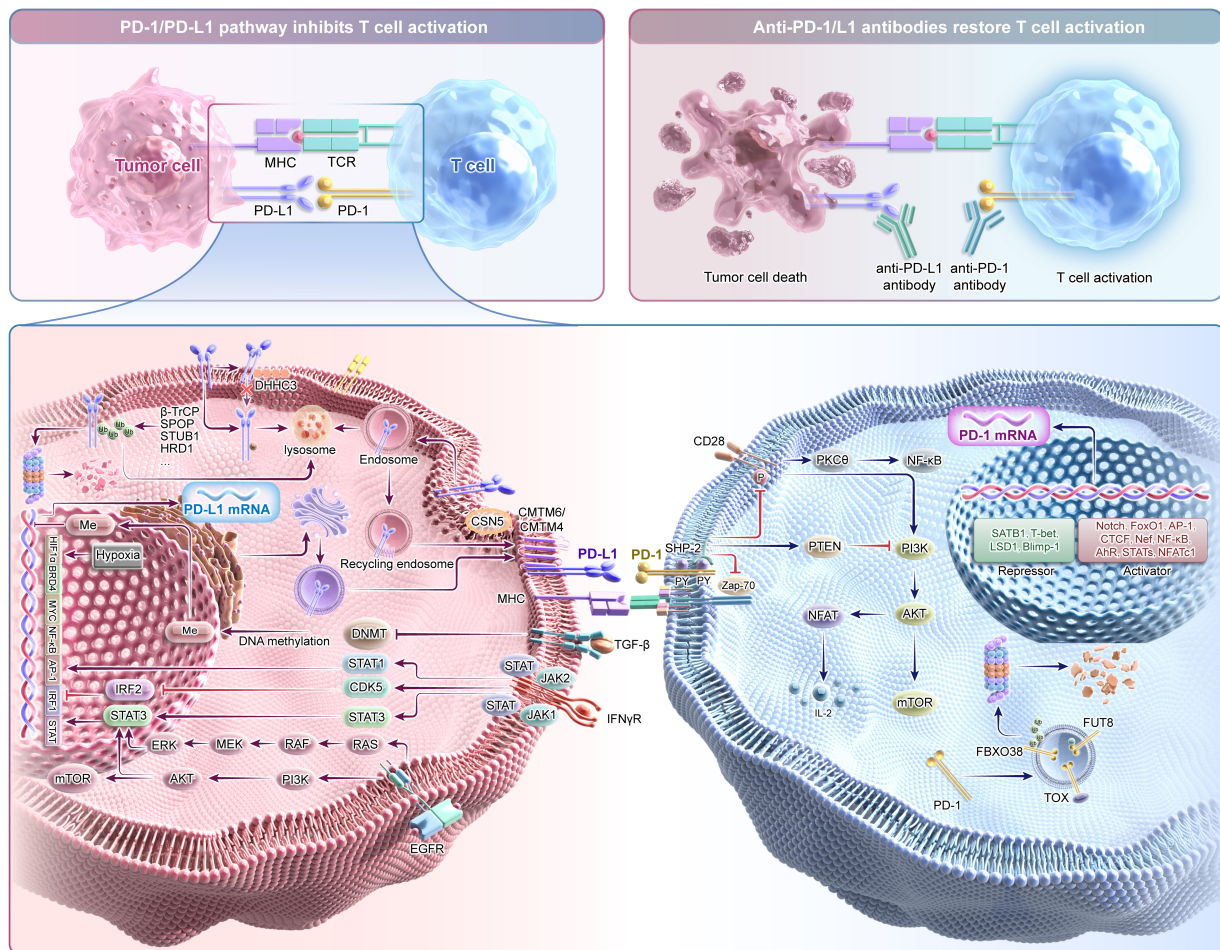 PD-1/PD-L1 pathway inhibits T cell activation
Tumor cell
MHC
TCR
T cell
PD-L1
PD-1
Anti-PD-1/L1 antibodies restore T cell activation
Tumor cell death
anti-PD-L1
antibody
anti-PD-1
antibody
T cell activation
DHHC3
β-TrCP
SPOP
STUB1
HRD1
...
Ub
Ub
Ub
Ub
lysosome
Endosome
PD-L1 mRNA
Me
Hypoxia
HIF1α
BRD4
MYC
NF-κB
AP-1
IRF1
STAT
Recycling endosome
CSN5
CMTM6/
CMTM4
PD-L1
MHC
Me
DNA methylation
DNMT
TGF-β
STAT1
STAT
JAK2
IRF2
CDK5
STAT3
STAT3
STAT
JAK1
IFNγR
ERK
MEK
RAF
RAS
mTOR
AKT
PI3K
EGFR
PD-1
CD28
P
PKCθ
NF-κB
SHP-2
PY
PY
Zap-70
PTEN
PI3K
NFAT
AKT
IL-2
mTOR
PD-1 mRNA
SATB1, T-bet,
LSD1, Blimp-1
Repressor
Notch, FoxO1, AP-1,
CTCF, Nef, NF-κB,
AhR, STATs, NFATc1
Activator
FUT8
FBXO38
TOX
PD-1